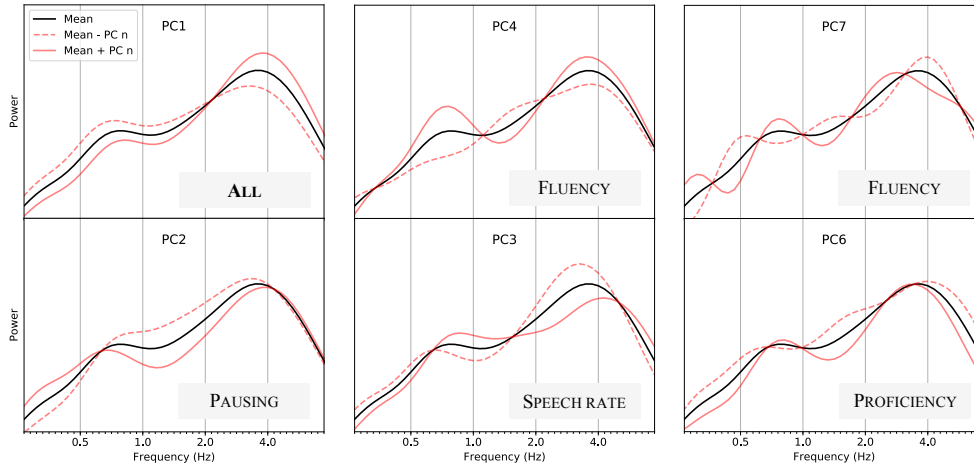 Mean
Mean - PC n
Mean + PC n
PC1
Power
ALL
PC4
FLUENCY
PC7
FLUENCY
PC2
Power
PAUSING
0.5 1.0 2.0 4.0
Frequency (Hz)
PC3
SPEECH RATE
0.5 1.0 2.0 4.0
Frequency (Hz)
PC6
PROFICIENCY
0.5 1.0 2.0 4.0
Frequency (Hz)